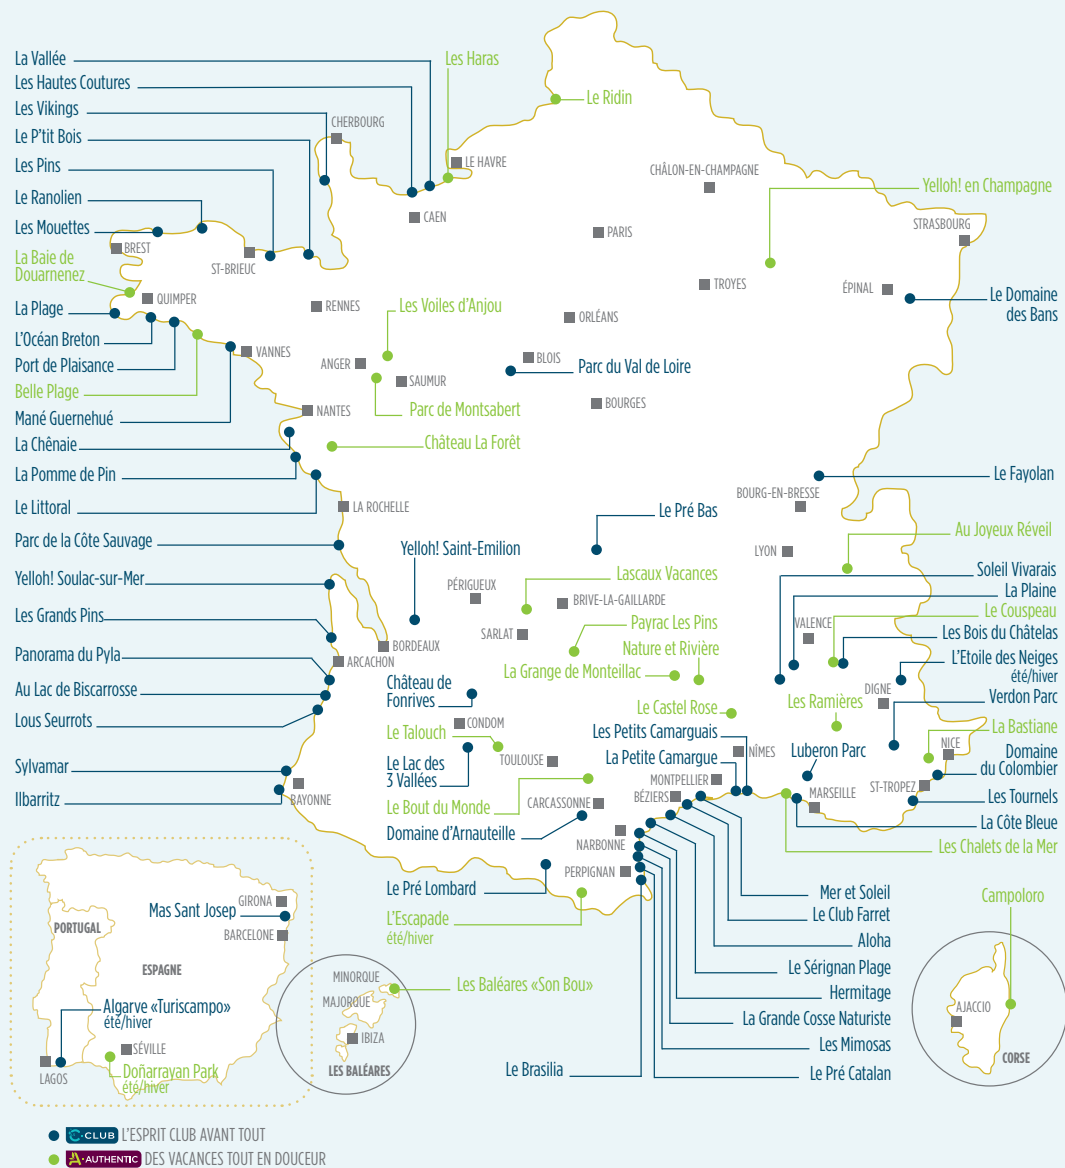 La Vallée
Les Hautes Coutures
Les Vikings
Le P'tit Bois
Les Pins
Le Ranolien
Les Mouettes
La Baie de
Douarnenez
La Plage
L'Océan Breton
Port de Plaisance
Belle Plage
Mané Guernehué
La Chênaie
La Pomme de Pin
Le Littoral
Parc de la Côte Sauvage
Yelloh! Soulac-sur-Mer
Les Grands Pins
Panorama du Pyla
Au Lac de Biscarrosse
Lous Seurrots
Sylvamar
Ilbarritz
Les Haras
Le Ridin
CHERBOURG
LE HAVRE
CHÂLON-EN-CHAMPAGNE
Yelloh! en Champagne
CAEN
PARIS
STRASBOURG
BREST
ST-BRIEUC
TROYES
ÉPINAL
Le Domaine
des Bans
QUIMPER
RENNES
Les Voiles d'Anjou
ORLÉANS
VANNES
ANGER
SAUMUR
BLOIS
Parc du Val de Loire
NANTES
Parc de Montsabert
BOURGES
Château La Forêt
LA ROCHELLE
BOURG-EN-BRESSE
Le Fayolan
Le Pré Bas
Au Joyeux Réveil
Yelloh! Saint-Emilion
LYON
Soleil Vivarais
La Plaine
PÉRIGUEUX
Lascaux Vacances
BRIVE-LA-GAILLARDE
Le Couspeau
SARLAT
Payrac Les Pins
VALENCE
Les Bois du Châtelas
BORDEAUX
Nature et Rivière
ARCACHON
La Grange de Monteillac
L'Etoile des Neiges
été/hiver
Château de
Fonrives
Le Castel Rose
Les Ramières
DIGNE
Verdon Parc
CONDOM
Le Talouch
Les Petits Camarguais
La Bastiane
Le Lac des
3 Vallées
TOULOUSE
La Petite Camargue
NÎMES
Luberon Parc
NICE
Domaine
du Colombier
BAYONNE
Le Bout du Monde
CARCASSONNE
MONTPELLIER
BÉZIERS
MARSEILLE
ST-TROPEZ
Les Tournels
Domaine d'Arnauteille
NARBONNE
La Côte Bleue
Les Chalets de la Mer
PERPIGNAN
Le Pré Lombard
L'Escapade
été/hiver
Mer et Soleil
Le Club Farret
Aloha
Le Sérignan Plage
Hermitage
La Grande Cosse Naturiste
Les Mimosas
Le Pré Catalan
Le Brasilia
Campoloro
AJACCIO
CORSE
GIRONA
Mas Sant Josep
PORTUGAL
BARCELONE
ESPAGNE
Algarve «Turiscampo»
été/hiver
SÉVILLE
LAGOS
Doñarrayan Park
été/hiver
MINORQUE
Les Baléares «Son Bou»
MAJORQUE
IBIZA
LES BALÉARES
C·CLUB L'ESPRIT CLUB AVANT TOUT
A·AUTHENTIC DES VACANCES TOUT EN DOUCEUR